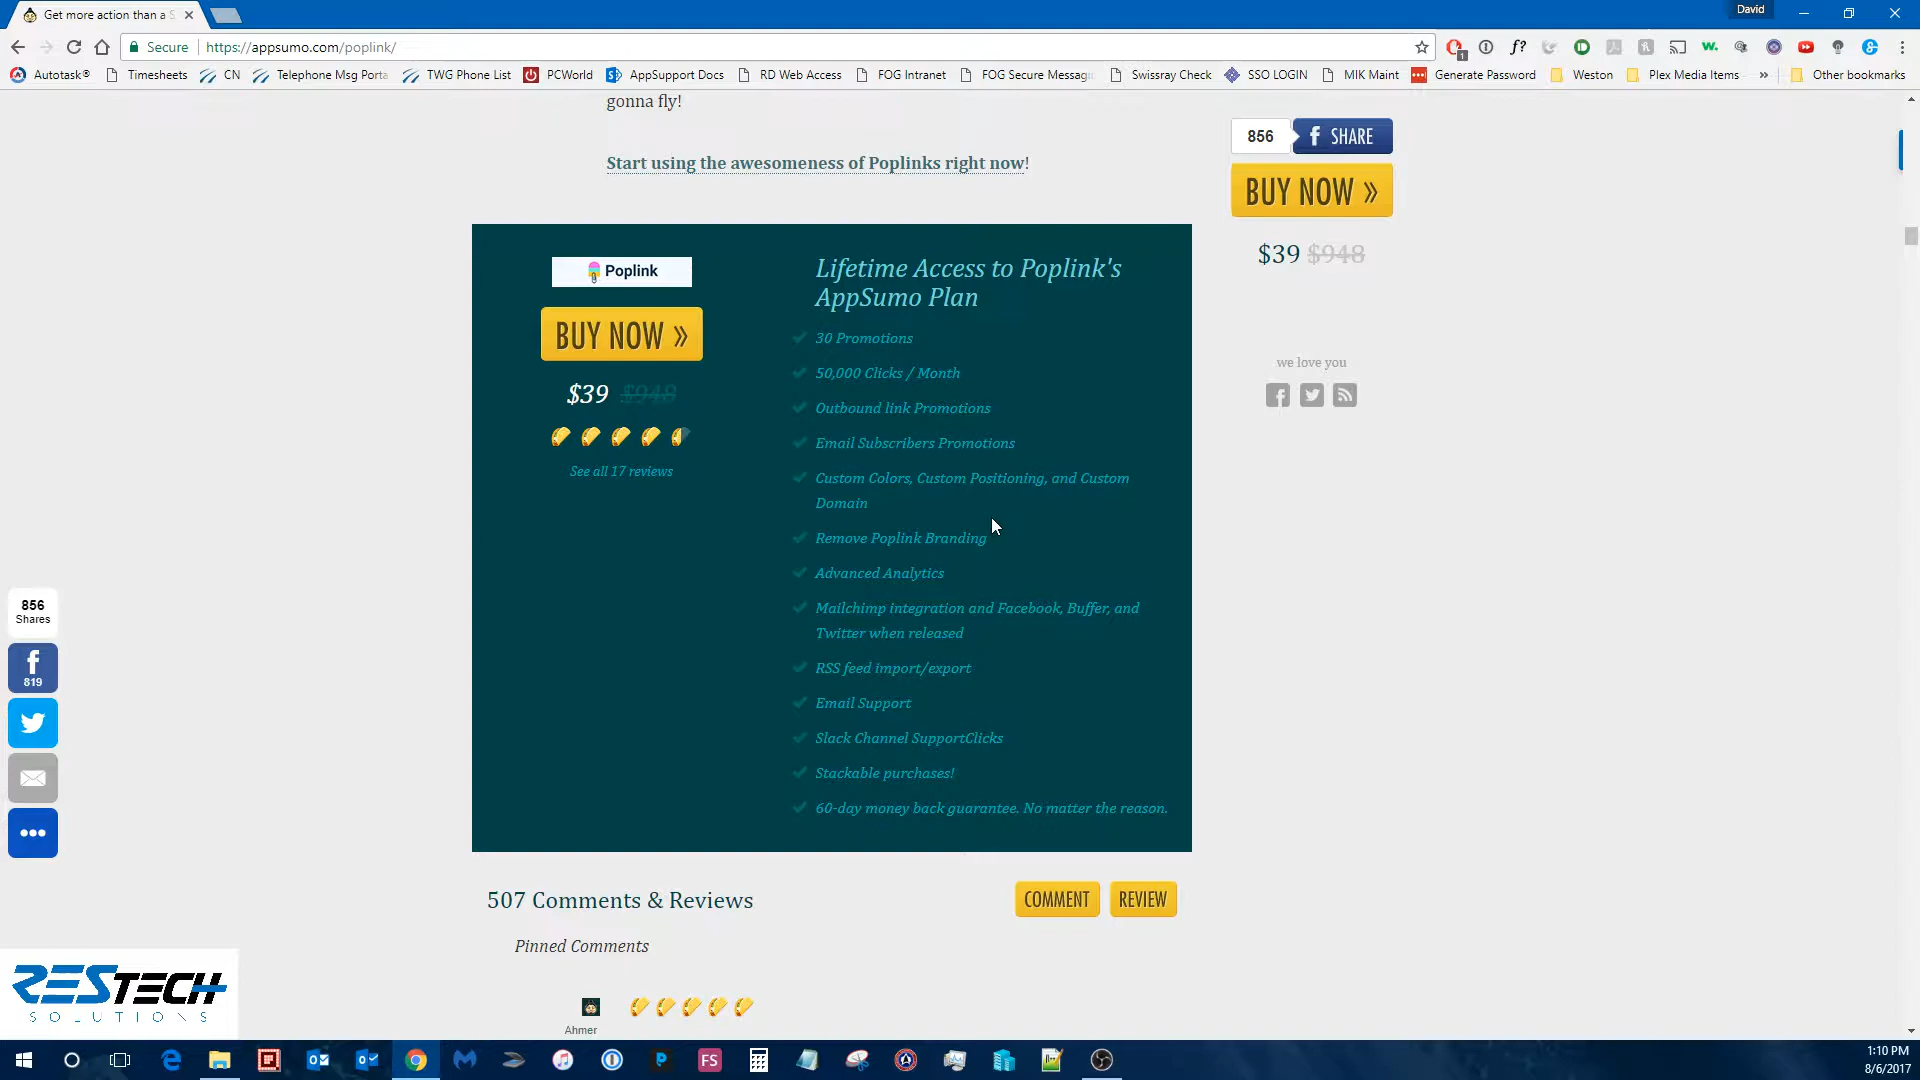 David
Get more action than a S
Secure
https://appsumo.com/poplink/
Autotask®
Timesheets
CN
Telephone Msg Porta
TWG Phone List
PCWorld
AppSupport Docs
RD Web Access
FOG Intranet
FOG Secure Messagi
Swissray Check
SSO LOGIN
MIK Maint
Generate Password
Weston
Plex Media Items
»
Other bookmarks
gonna fly!
Start using the awesomeness of Poplinks right now!
856
SHARE
BUY NOW »
$39 $948
we love you
Poplink
BUY NOW »
$39 $948
See all 17 reviews
Lifetime Access to Poplink's
AppSumo Plan
30 Promotions
50,000 Clicks / Month
Outbound link Promotions
Email Subscribers Promotions
Custom Colors, Custom Positioning, and Custom
Domain
Remove Poplink Branding
Advanced Analytics
Mailchimp integration and Facebook, Buffer, and
Twitter when released
RSS feed import/export
Email Support
Slack Channel SupportClicks
Stackable purchases!
60-day money back guarantee. No matter the reason.
856
Shares
819
507 Comments & Reviews
COMMENT
REVIEW
Pinned Comments
Ahmer
RESTECH
SOLUTIONS
FS
1:10 PM
8/6/2017